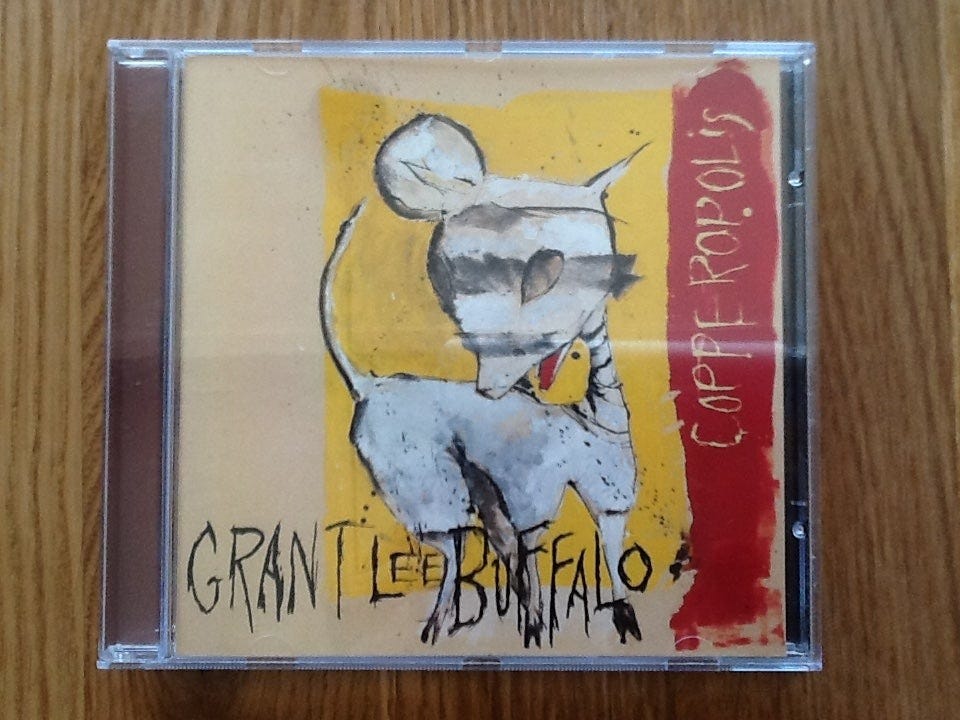 COPPEROPOLis
GRANT LEE BUFFALO